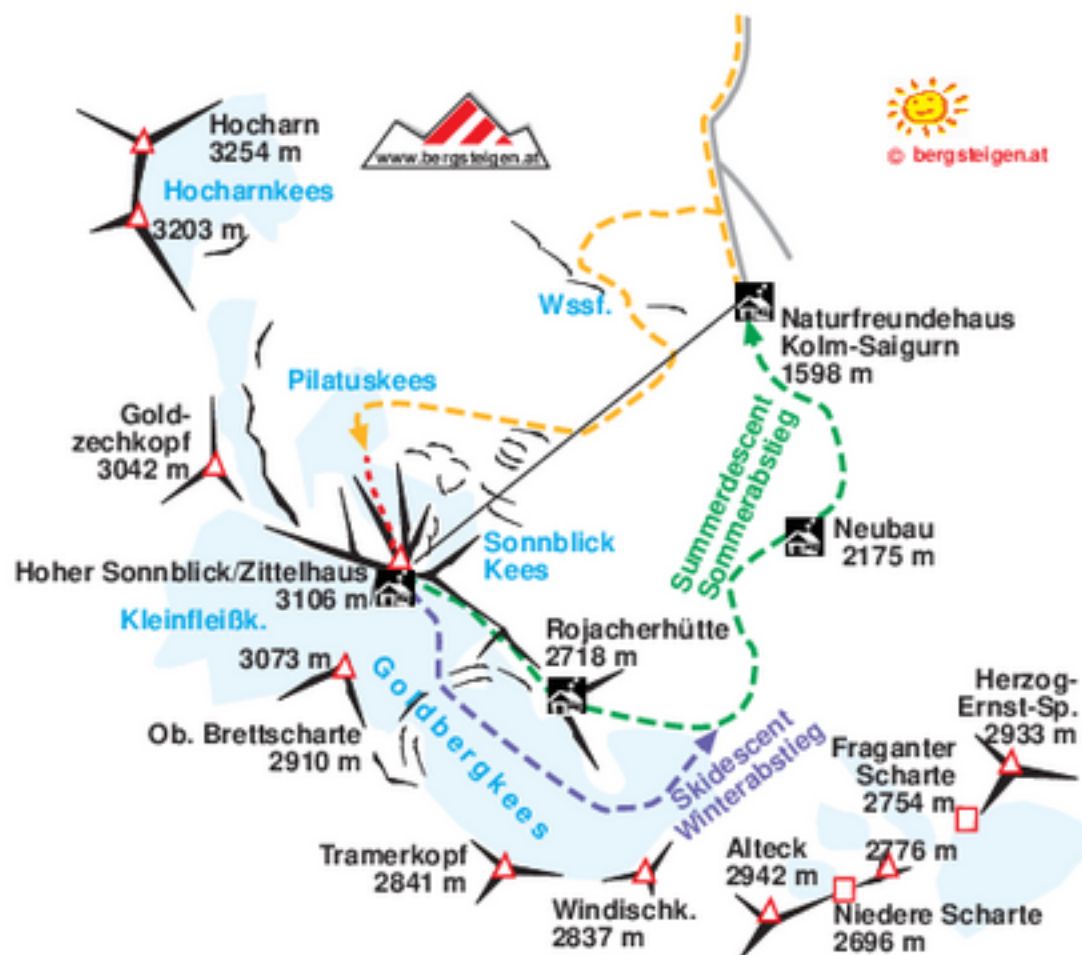 Hocharn
3254 m
Hocharnkees
3203 m
www.bergsteigen.at
© bergsteigen.at
Wssf.
Naturfreundehaus
Kolm-Saigurn
1598 m
Pilatuskees
Gold-
zechkopf
3042 m
Summerdescent
Sommerabstieg
Neubau
2175 m
Sonnblick
Kees
Hoher Sonnblick/Zittelhaus
3106 m
Kleinfleißk.
Rojacherhütte
2718 m
3073 m
Ob. Brettscharte
2910 m
Goldbergkees
Skidescent
Winterabstieg
Herzog-
Ernst-Sp.
2933 m
Fraganter
Scharte
2754 m
2776 m
Tramerkopf
2841 m
Windischk.
2837 m
Alteck
2942 m
Niedere Scharte
2696 m